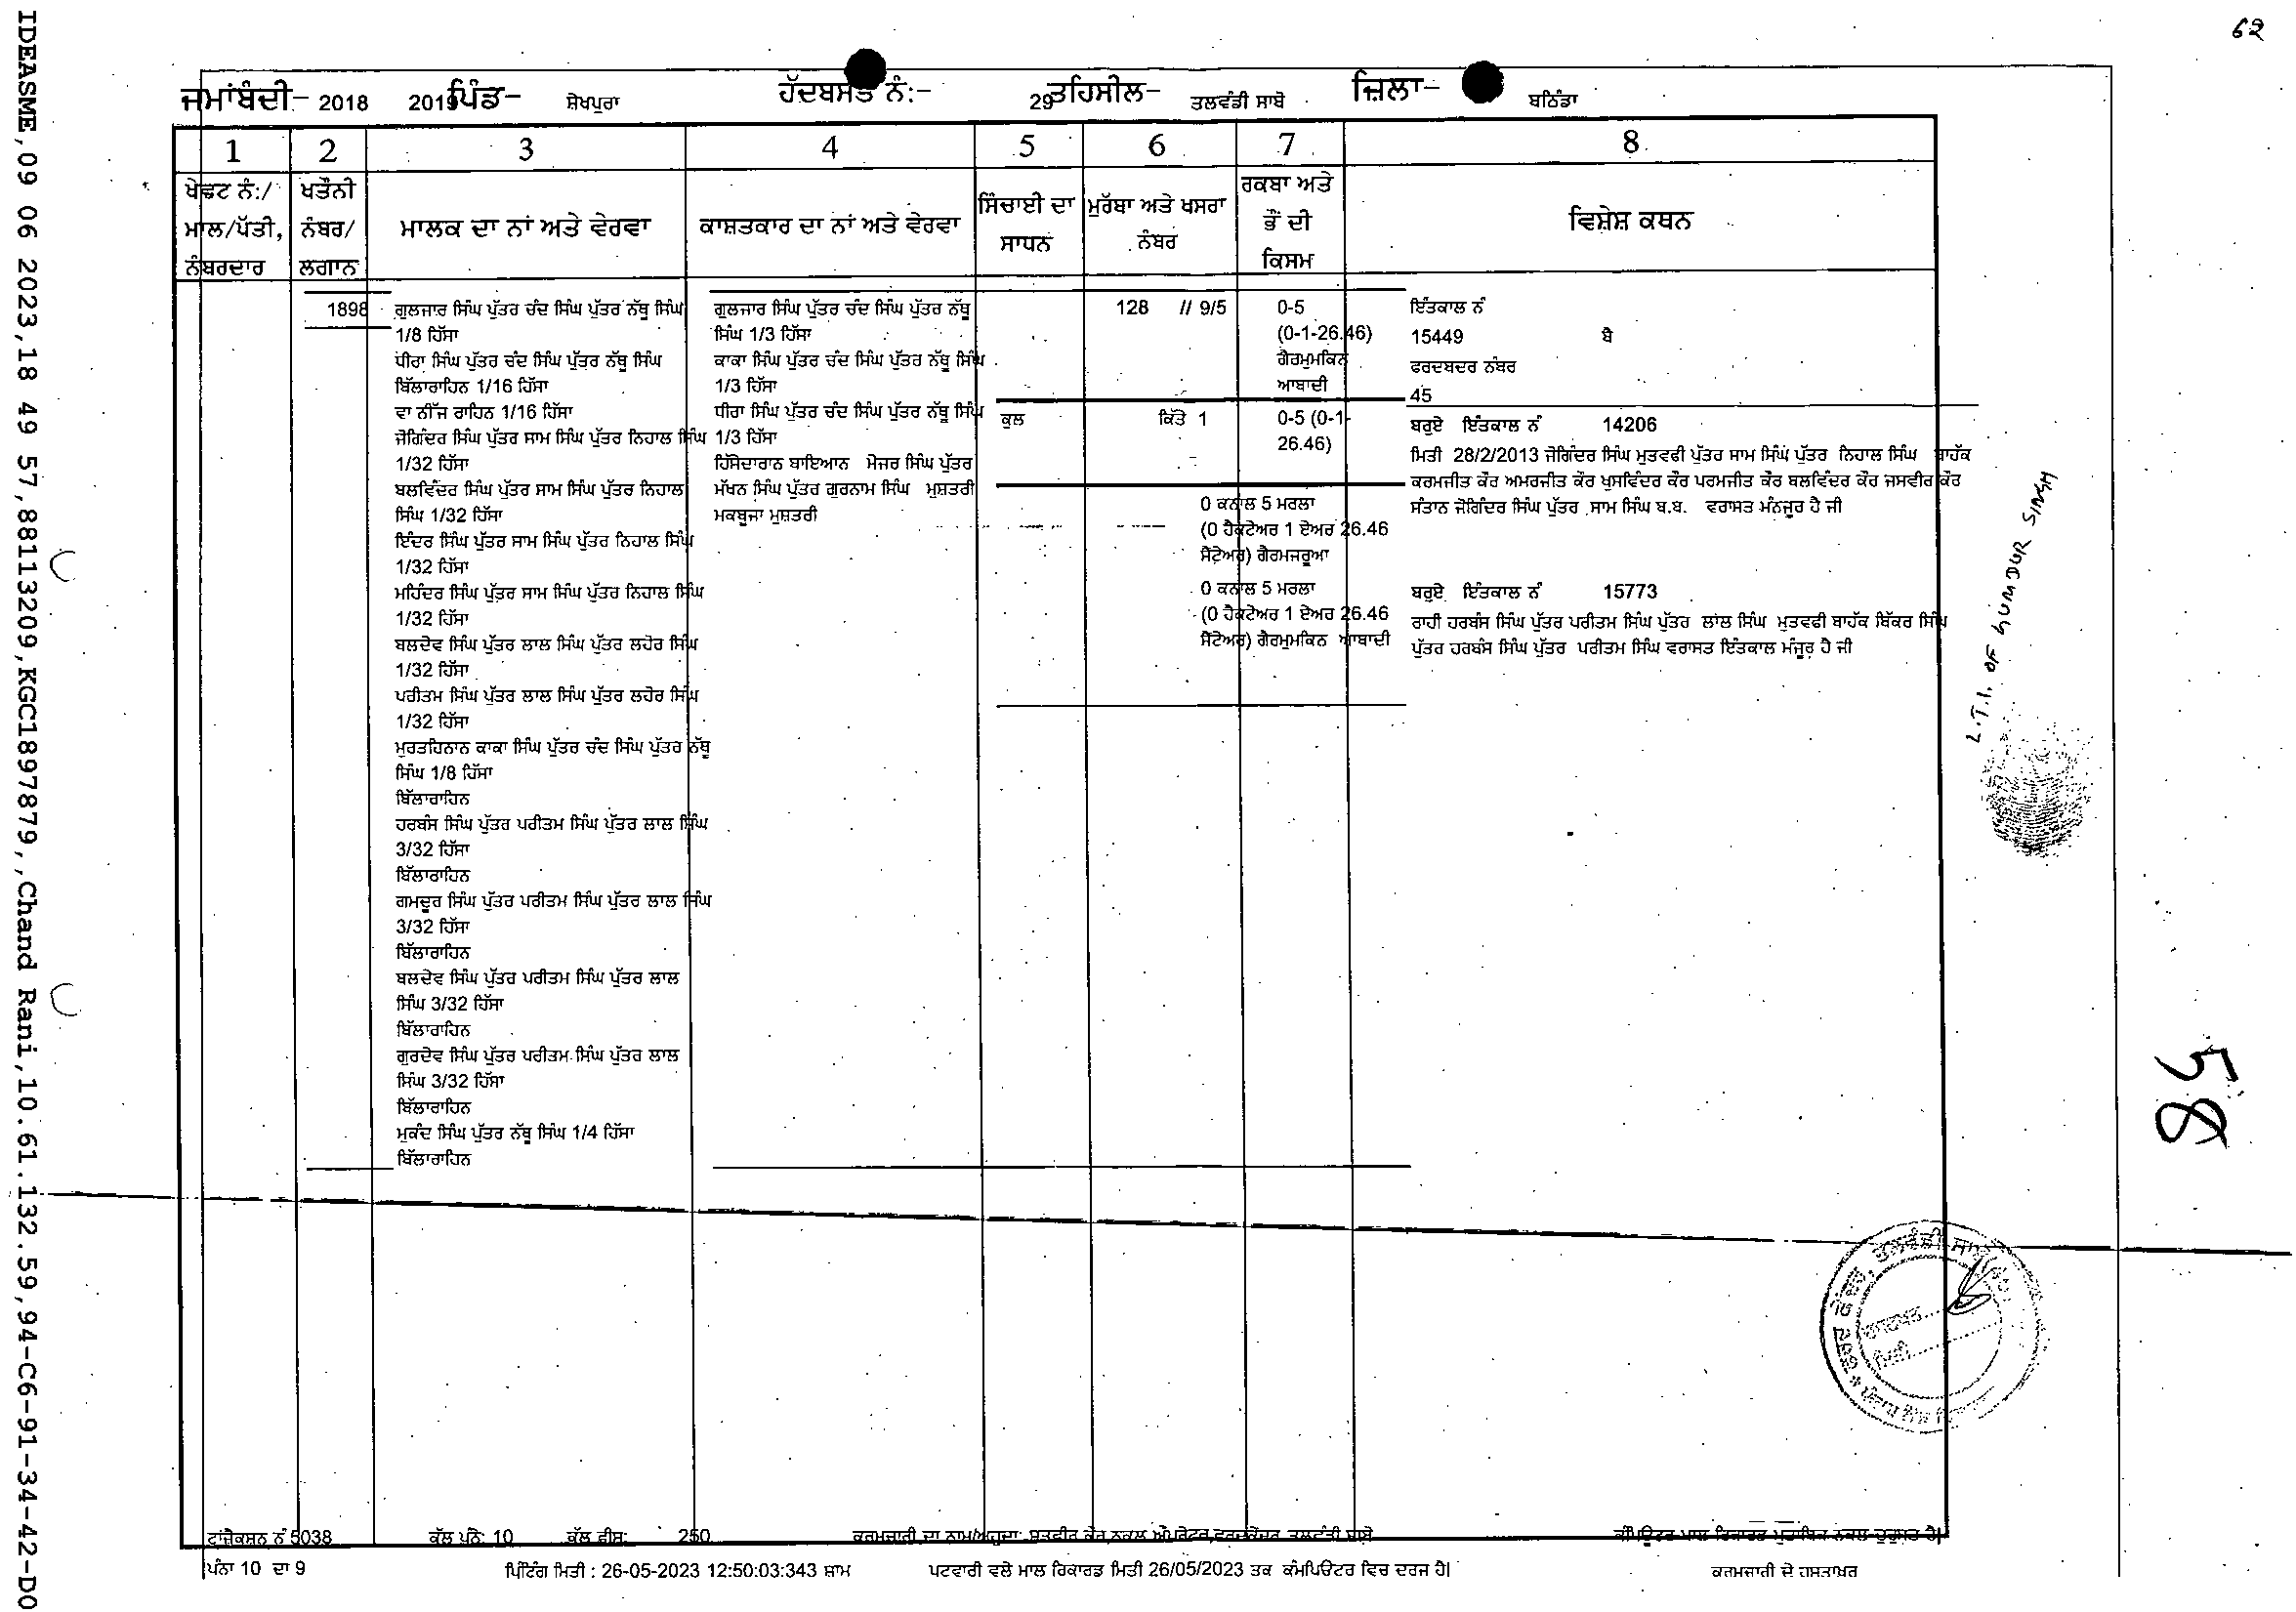 62
IDEASME,09 06 2023,18 49 57,88113209,KGC1897879,,Chand Rani,10.61.132.59,94-C6-91-34-42-D0
ਜਮਾਂਬੰਦੀ- 2018 2019 ਪਿੰਡ- ਸ਼ੇਖਪੁਰਾ ਹੱਦਬਸਤ ਨੰ:- 29 ਤਹਿਸੀਲ- ਤਲਵੰਡੀ ਸਾਬੋ ਜ਼ਿਲਾ- ਬਠਿੰਡਾ
1 2 3 4 5 6 7 8
ਖੇਵਟ ਨੰ:/
ਮਾਲ/ਪੱਤੀ,
ਨੰਬਰਦਾਰ
ਖਤੌਨੀ
ਨੰਬਰ/
ਲਗਾਨ
ਮਾਲਕ ਦਾ ਨਾਂ ਅਤੇ ਵੇਰਵਾ
ਕਾਸ਼ਤਕਾਰ ਦਾ ਨਾਂ ਅਤੇ ਵੇਰਵਾ
ਸਿੰਚਾਈ ਦਾ
ਸਾਧਨ
ਮੁਰੱਬਾ ਅਤੇ ਖਸਰਾ
ਨੰਬਰ
ਰਕਬਾ ਅਤੇ
ਭੌਂ ਦੀ
ਕਿਸਮ
ਵਿਸ਼ੇਸ਼ ਕਥਨ
1898
ਗੁਲਜਾਰ ਸਿੰਘ ਪੁੱਤਰ ਚੰਦ ਸਿੰਘ ਪੁੱਤਰ ਨੱਥੂ ਸਿੰਘ
1/8 ਹਿੱਸਾ
ਧੀਰਾ ਸਿੰਘ ਪੁੱਤਰ ਚੰਦ ਸਿੰਘ ਪੁੱਤਰ ਨੱਥੂ ਸਿੰਘ
ਬਿੱਲਾਰਾਹਿਨ 1/16 ਹਿੱਸਾ
ਵਾ ਨੀੱਜ ਰਾਹਿਨ 1/16 ਹਿੱਸਾ
ਜੋਗਿੰਦਰ ਸਿੰਘ ਪੁੱਤਰ ਸਾਮ ਸਿੰਘ ਪੁੱਤਰ ਨਿਹਾਲ ਸਿੰਘ
1/32 ਹਿੱਸਾ
ਬਲਵਿੰਦਰ ਸਿੰਘ ਪੁੱਤਰ ਸਾਮ ਸਿੰਘ ਪੁੱਤਰ ਨਿਹਾਲ
ਸਿੰਘ 1/32 ਹਿੱਸਾ
ਇੰਦਰ ਸਿੰਘ ਪੁੱਤਰ ਸਾਮ ਸਿੰਘ ਪੁੱਤਰ ਨਿਹਾਲ ਸਿੰਘ
1/32 ਹਿੱਸਾ
ਮਹਿੰਦਰ ਸਿੰਘ ਪੁੱਤਰ ਸਾਮ ਸਿੰਘ ਪੁੱਤਰ ਨਿਹਾਲ ਸਿੰਘ
1/32 ਹਿੱਸਾ
ਬਲਦੇਵ ਸਿੰਘ ਪੁੱਤਰ ਲਾਲ ਸਿੰਘ ਪੁੱਤਰ ਲਹੋਰ ਸਿੰਘ
1/32 ਹਿੱਸਾ
ਪਰੀਤਮ ਸਿੰਘ ਪੁੱਤਰ ਲਾਲ ਸਿੰਘ ਪੁੱਤਰ ਲਹੋਰ ਸਿੰਘ
1/32 ਹਿੱਸਾ
ਮੁਰਤਹਿਨਾਨ ਕਾਕਾ ਸਿੰਘ ਪੁੱਤਰ ਚੰਦ ਸਿੰਘ ਪੁੱਤਰ ਨੱਥੂ
ਸਿੰਘ 1/8 ਹਿੱਸਾ
ਬਿੱਲਾਰਾਹਿਨ
ਹਰਬੰਸ ਸਿੰਘ ਪੁੱਤਰ ਪਰੀਤਮ ਸਿੰਘ ਪੁੱਤਰ ਲਾਲ ਸਿੰਘ
3/32 ਹਿੱਸਾ
ਬਿੱਲਾਰਾਹਿਨ
ਗਮਦੂਰ ਸਿੰਘ ਪੁੱਤਰ ਪਰੀਤਮ ਸਿੰਘ ਪੁੱਤਰ ਲਾਲ ਸਿੰਘ
3/32 ਹਿੱਸਾ
ਬਿੱਲਾਰਾਹਿਨ
ਬਲਦੇਵ ਸਿੰਘ ਪੁੱਤਰ ਪਰੀਤਮ ਸਿੰਘ ਪੁੱਤਰ ਲਾਲ
ਸਿੰਘ 3/32 ਹਿੱਸਾ
ਬਿੱਲਾਰਾਹਿਨ
ਗੁਰਦੇਵ ਸਿੰਘ ਪੁੱਤਰ ਪਰੀਤਮ ਸਿੰਘ ਪੁੱਤਰ ਲਾਲ
ਸਿੰਘ 3/32 ਹਿੱਸਾ
ਬਿੱਲਾਰਾਹਿਨ
ਮੁਕੰਦ ਸਿੰਘ ਪੁੱਤਰ ਨੱਥੂ ਸਿੰਘ 1/4 ਹਿੱਸਾ
ਬਿੱਲਾਰਾਹਿਨ
ਗੁਲਜਾਰ ਸਿੰਘ ਪੁੱਤਰ ਚੰਦ ਸਿੰਘ ਪੁੱਤਰ ਨੱਥੂ
ਸਿੰਘ 1/3 ਹਿੱਸਾ
ਕਾਕਾ ਸਿੰਘ ਪੁੱਤਰ ਚੰਦ ਸਿੰਘ ਪੁੱਤਰ ਨੱਥੂ ਸਿੰਘ
1/3 ਹਿੱਸਾ
ਧੀਰਾ ਸਿੰਘ ਪੁੱਤਰ ਚੰਦ ਸਿੰਘ ਪੁੱਤਰ ਨੱਥੂ ਸਿੰਘ
1/3 ਹਿੱਸਾ
ਹਿੱਸੇਦਾਰਾਨ ਬਾਇਆਨ ਮੇਜਰ ਸਿੰਘ ਪੁੱਤਰ
ਮੱਖਨ ਸਿੰਘ ਪੁੱਤਰ ਗੁਰਨਾਮ ਸਿੰਘ ਮੁਸ਼ਤਰੀ
ਮਕਬੂਜਾ ਮੁਸ਼ਤਰੀ
128 // 9/5
0-5
(0-1-26.46)
ਗੈਰਮੁਮਕਿਨ
ਆਬਾਦੀ
ਕੁਲ ਕਿੱਤੇ 1 0-5 (0-1-
26.46)
0 ਕਨਾਲ 5 ਮਰਲਾ
(0 ਹੈਕਟੇਅਰ 1 ਏਅਰ 26.46
ਸੈਂਟੇਅਰ) ਗੈਰਮਜਰੂਆ
0 ਕਨਾਲ 5 ਮਰਲਾ
(0 ਹੈਕਟੇਅਰ 1 ਏਅਰ 26.46
ਸੈਂਟੇਅਰ) ਗੈਰਮੁਮਕਿਨ ਆਬਾਦੀ
ਇੰਤਕਾਲ ਨੰ
15449 ਬੈ
ਫਰਦਬਦਰ ਨੰਬਰ
45
ਬਰੁਏ ਇੰਤਕਾਲ ਨੰ 14206
ਮਿਤੀ 28/2/2013 ਜੋਗਿੰਦਰ ਸਿੰਘ ਮੁਤਵਫੀ ਪੁੱਤਰ ਸਾਮ ਸਿੰਘ ਪੁੱਤਰ ਨਿਹਾਲ ਸਿੰਘ ਬਾਹੱਕ
ਕਰਮਜੀਤ ਕੌਰ ਅਮਰਜੀਤ ਕੌਰ ਖੁਸਵਿੰਦਰ ਕੌਰ ਪਰਮਜੀਤ ਕੌਰ ਬਲਵਿੰਦਰ ਕੌਰ ਜਸਵੀਰ ਕੌਰ
ਸੰਤਾਨ ਜੋਗਿੰਦਰ ਸਿੰਘ ਪੁੱਤਰ ਸਾਮ ਸਿੰਘ ਬ.ਬ. ਵਰਾਸਤ ਮੰਨਜੂਰ ਹੈ ਜੀ
ਬਰੁਏ ਇੰਤਕਾਲ ਨੰ 15773
ਰਾਹੀ ਹਰਬੰਸ ਸਿੰਘ ਪੁੱਤਰ ਪਰੀਤਮ ਸਿੰਘ ਪੁੱਤਰ ਲਾਲ ਸਿੰਘ ਮੁਤਵਫੀ ਬਾਹੱਕ ਬਿੱਕਰ ਸਿੰਘ
ਪੁੱਤਰ ਹਰਬੰਸ ਸਿੰਘ ਪੁੱਤਰ ਪਰੀਤਮ ਸਿੰਘ ਵਰਾਸਤ ਇੰਤਕਾਲ ਮੰਜੂਰ ਹੈ ਜੀ
L.T.I. OF GUMDUR SINGH
58
ਟ੍ਰਾਂਜ਼ੈਕਸ਼ਨ ਨੰ 5038 ਕੁੱਲ ਪੰਨੇ: 10 ਕੁੱਲ ਫੀਸ: 250
ਪੰਨਾ 10 ਦਾ 9 ਪ੍ਰਿੰਟਿੰਗ ਮਿਤੀ : 26-05-2023 12:50:03:343 ਸ਼ਾਮ ਪਟਵਾਰੀ ਵਲੋਂ ਮਾਲ ਰਿਕਾਰਡ ਮਿਤੀ 26/05/2023 ਤਕ ਕੰਮਪਿਓਟਰ ਵਿਚ ਦਰਜ ਹੈ। ਕਰਮਚਾਰੀ ਦੇ ਹਸਤਾਖਰ